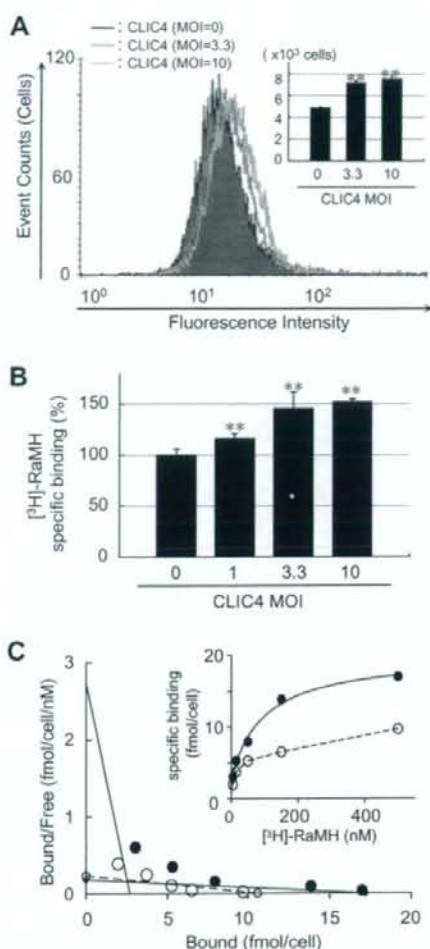 A
: CLIC4 (MOI=0)
: CLIC4 (MOI=3.3)
: CLIC4 (MOI=10)
Event Counts (Cells)
120
60
0
10⁰ 10¹ 10²
Fluorescence Intensity
( x10³ cells)
8
6
4
2
0
** **
0 3.3 10
CLIC4 MOI
B
[³H]-RaMH
specific binding (%)
150
100
50
0
** ** **
0 1 3.3 10
CLIC4 MOI
C
Bound/Free (fmol/cell/nM)
3
2
1
0
0 5 10 15 20
Bound (fmol/cell)
specific binding
(fmol/cell)
20
10
0
0 200 400
[³H]-RaMH (nM)